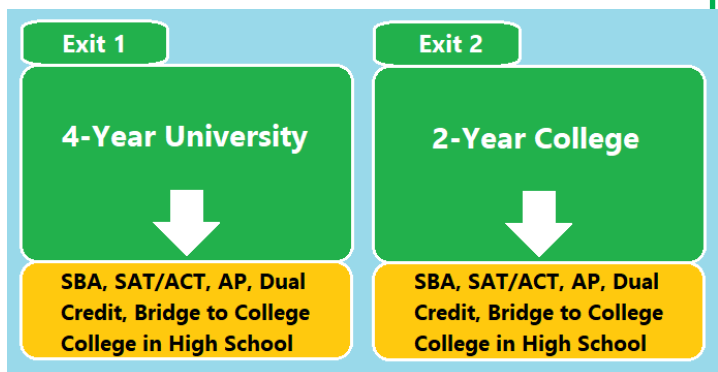 Exit 1
4-Year University
SBA, SAT/ACT, AP, Dual
Credit, Bridge to College
College in High School
Exit 2
2-Year College
SBA, SAT/ACT, AP, Dual
Credit, Bridge to College
College in High School